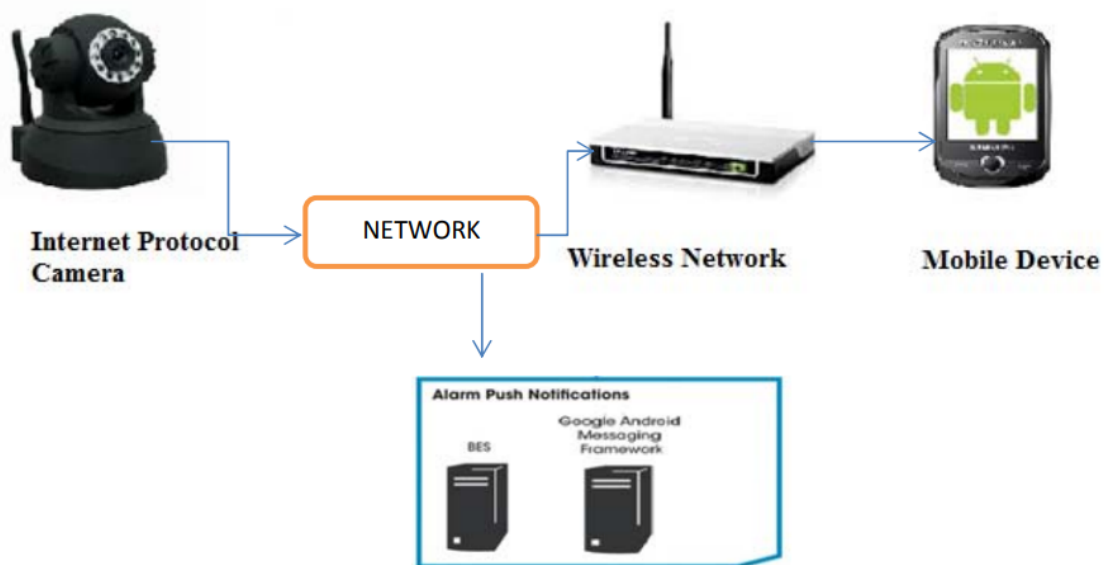 Internet Protocol
Camera
NETWORK
Wireless Network
Mobile Device
Alarm Push Notifications
BES
Google Android
Messaging
Framework